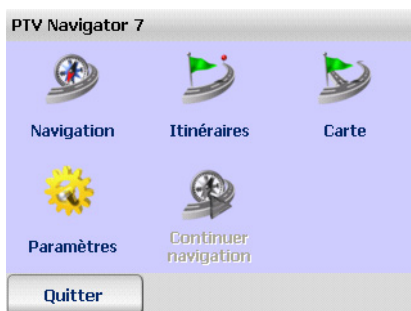 PTV Navigator 7
Navigation
Itinéraires
Carte
Paramètres
Continuer
navigation
Quitter